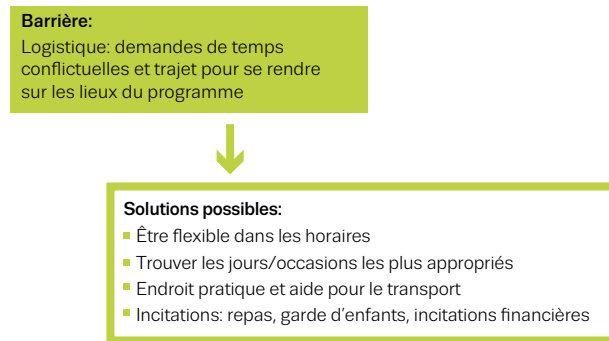 Barrière:
Logistique: demandes de temps
conflictuelles et trajet pour se rendre
sur les lieux du programme
Solutions possibles:
Être flexible dans les horaires
Trouver les jours/occasions les plus appropriés
Endroit pratique et aide pour le transport
Incitations: repas, garde d’enfants, incitations financières